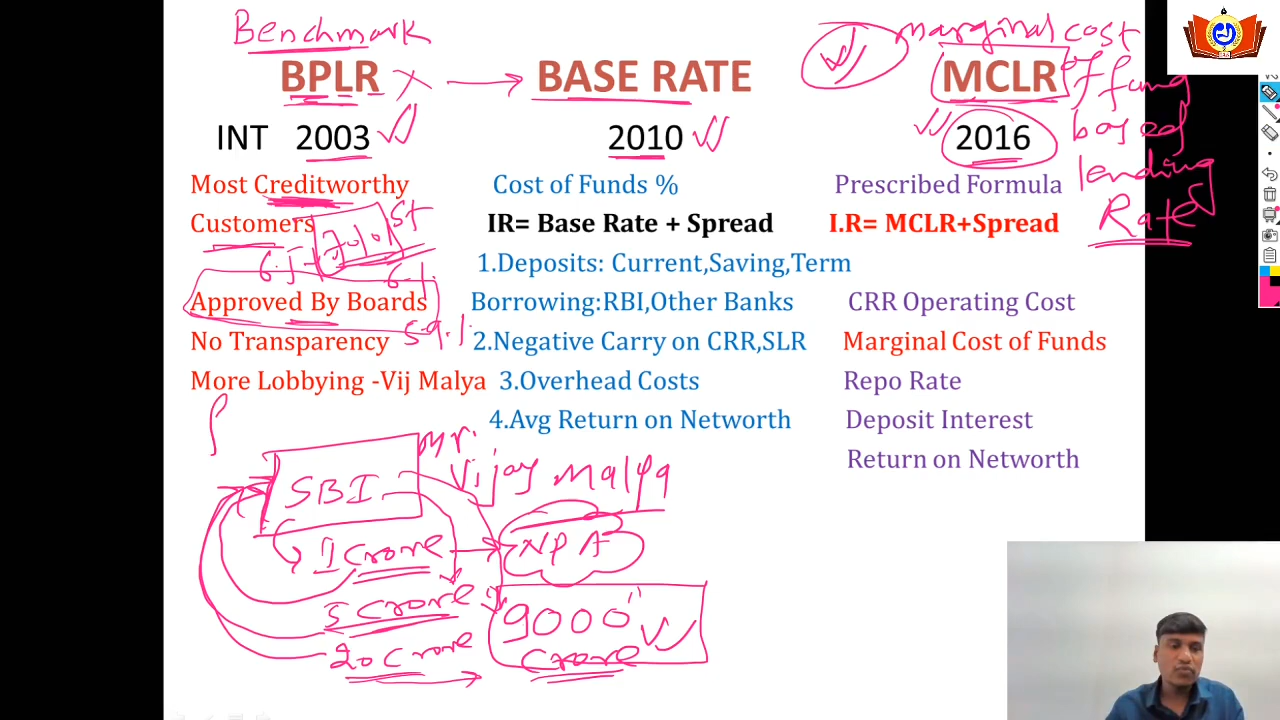 Benchmark
BPLR
INT 2003
Most Creditworthy
Customers
Approved By Boards
No Transparency
More Lobbying -Vij Malya
BASE RATE
2010
Cost of Funds %
IR= Base Rate + Spread
1.Deposits: Current,Saving,Term
Borrowing:RBI,Other Banks
2.Negative Carry on CRR,SLR
3.Overhead Costs
4.Avg Return on Networth
marginal cost
MCLR
2016
based
lending
Rate
Prescribed Formula
I.R= MCLR+Spread
CRR Operating Cost
Marginal Cost of Funds
Repo Rate
Deposit Interest
Return on Networth
SBI
Mr.
Vijay Malya
1 Crore
NPA
5 Crore
9000
20 Crore
Crore